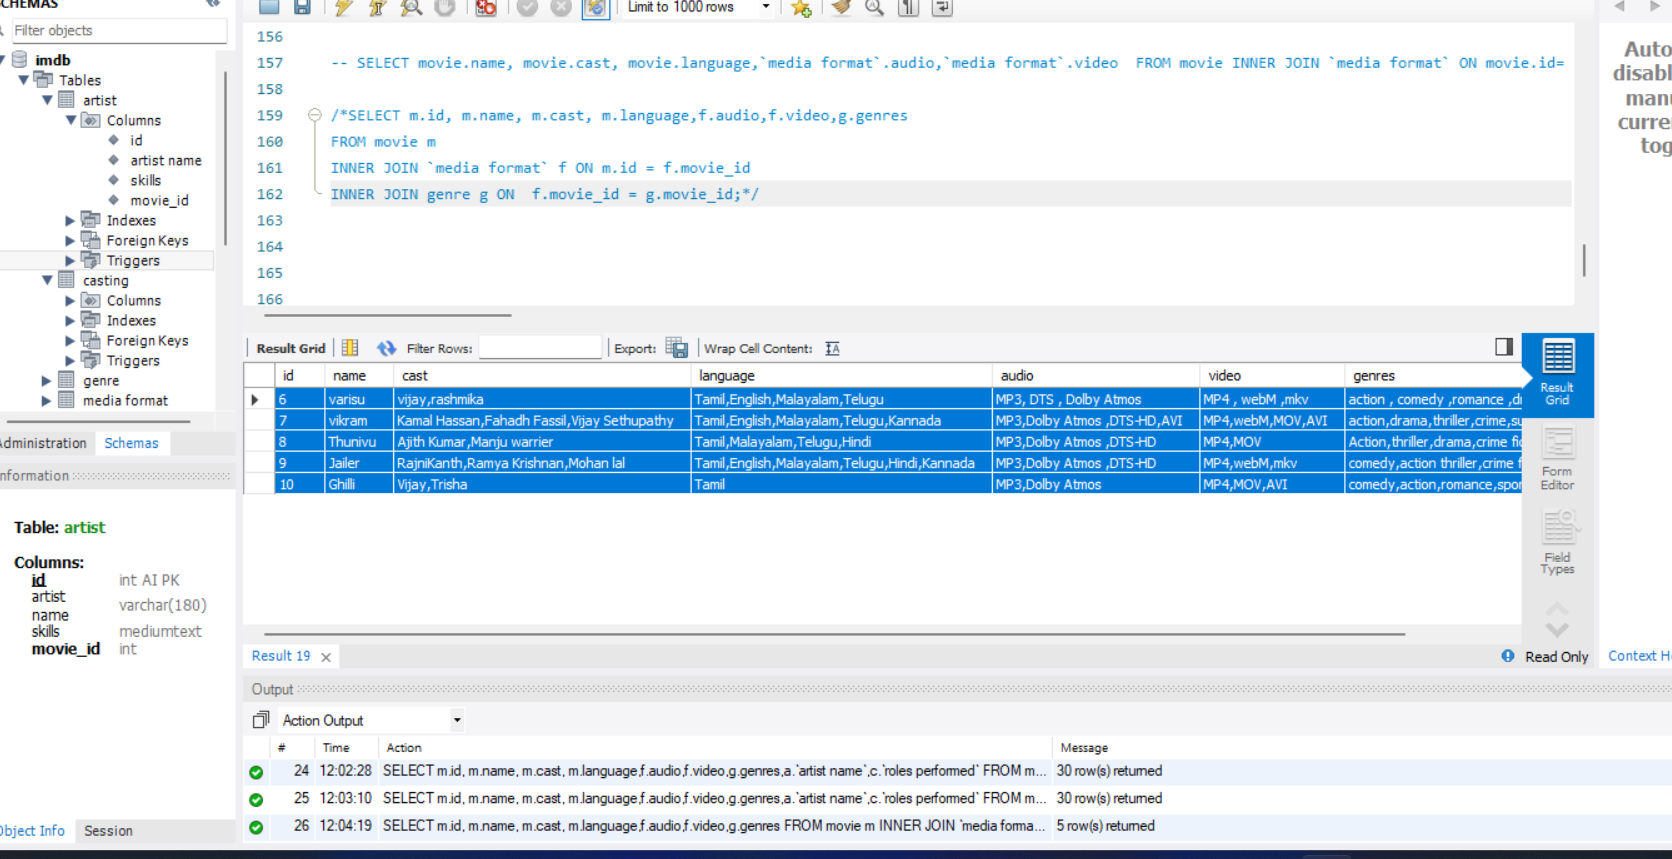 SCHEMAS
Filter objects
imdb
Tables
artist
Columns
id
artist name
skills
movie_id
Indexes
Foreign Keys
Triggers
casting
Columns
Indexes
Foreign Keys
Triggers
genre
media format
Administration Schemas
Information
Table: artist
Columns:
id int AI PK
artist name varchar(180)
skills mediumtext
movie_id int
Object Info Session
Limit to 1000 rows
156
157 -- SELECT movie.name, movie.cast, movie.language,`media format`.audio,`media format`.video  FROM movie INNER JOIN `media format` ON movie.id=
158
159 /*SELECT m.id, m.name, m.cast, m.language,f.audio,f.video,g.genres
160 FROM movie m
161 INNER JOIN `media format` f ON m.id = f.movie_id
162 INNER JOIN genre g ON  f.movie_id = g.movie_id;*/
163
164
165
166
Result Grid Filter Rows: Export: Wrap Cell Content:
id name cast language audio video genres
6 varisu vijay,rashmika Tamil,English,Malayalam,Telugu MP3, DTS , Dolby Atmos MP4 , webM ,mkv action , comedy ,romance ,dr
7 vikram Kamal Hassan,Fahadh Fassil,Vijay Sethupathy Tamil,English,Malayalam,Telugu,Kannada MP3,Dolby Atmos ,DTS-HD,AVI MP4,webM,MOV,AVI action,drama,thriller,crime,su
8 Thunivu Ajith Kumar,Manju warrier Tamil,Malayalam,Telugu,Hindi MP3,Dolby Atmos ,DTS-HD MP4,MOV Action,thriller,drama,crime fic
9 Jailer RajniKanth,Ramya Krishnan,Mohan lal Tamil,English,Malayalam,Telugu,Hindi,Kannada MP3,Dolby Atmos ,DTS-HD MP4,webM,mkv comedy,action thriller,crime f
10 Ghilli Vijay,Trisha Tamil MP3,Dolby Atmos MP4,MOV,AVI comedy,action,romance,spor
Result Grid
Form Editor
Field Types
Result 19
Read Only
Context H
Auto
disabl
man
curre
tog
Output
Action Output
# Time Action Message
24 12:02:28 SELECT m.id, m.name, m.cast, m.language,f.audio,f.video,g.genres,a.`artist name`,c.`roles performed` FROM m... 30 row(s) returned
25 12:03:10 SELECT m.id, m.name, m.cast, m.language,f.audio,f.video,g.genres,a.`artist name`,c.`roles performed` FROM m... 30 row(s) returned
26 12:04:19 SELECT m.id, m.name, m.cast, m.language,f.audio,f.video,g.genres FROM movie m INNER JOIN `media forma... 5 row(s) returned